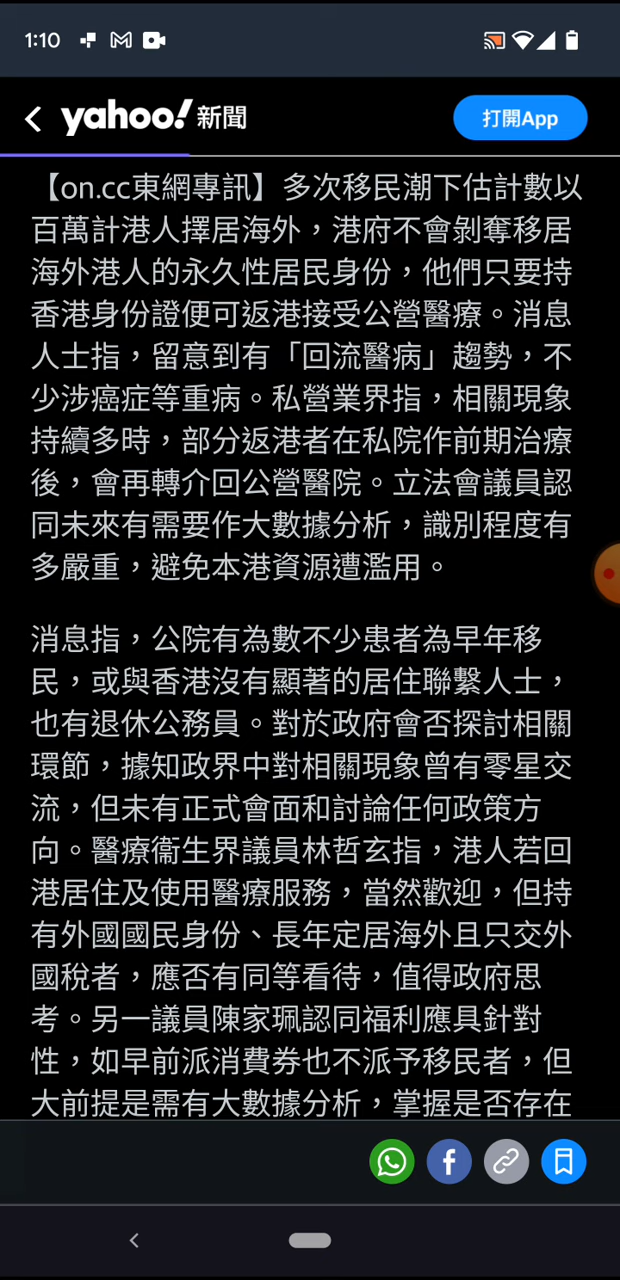 1:10
yahoo!新聞
打開App
【on.cc東網專訊】多次移民潮下估計數以
百萬計港人擇居海外，港府不會剝奪移居
海外港人的永久性居民身份，他們只要持
香港身份證便可返港接受公營醫療。消息
人士指，留意到有「回流醫病」趨勢，不
少涉癌症等重病。私營業界指，相關現象
持續多時，部分返港者在私院作前期治療
後，會再轉介回公營醫院。立法會議員認
同未來有需要作大數據分析，識別程度有
多嚴重，避免本港資源遭濫用。
消息指，公院有為數不少患者為早年移
民，或與香港沒有顯著的居住聯繫人士，
也有退休公務員。對於政府會否探討相關
環節，據知政界中對相關現象曾有零星交
流，但未有正式會面和討論任何政策方
向。醫療衞生界議員林哲玄指，港人若回
港居住及使用醫療服務，當然歡迎，但持
有外國國民身份、長年定居海外且只交外
國稅者，應否有同等看待，值得政府思
考。另一議員陳家珮認同福利應具針對
性，如早前派消費券也不派予移民者，但
大前提是需有大數據分析，掌握是否存在